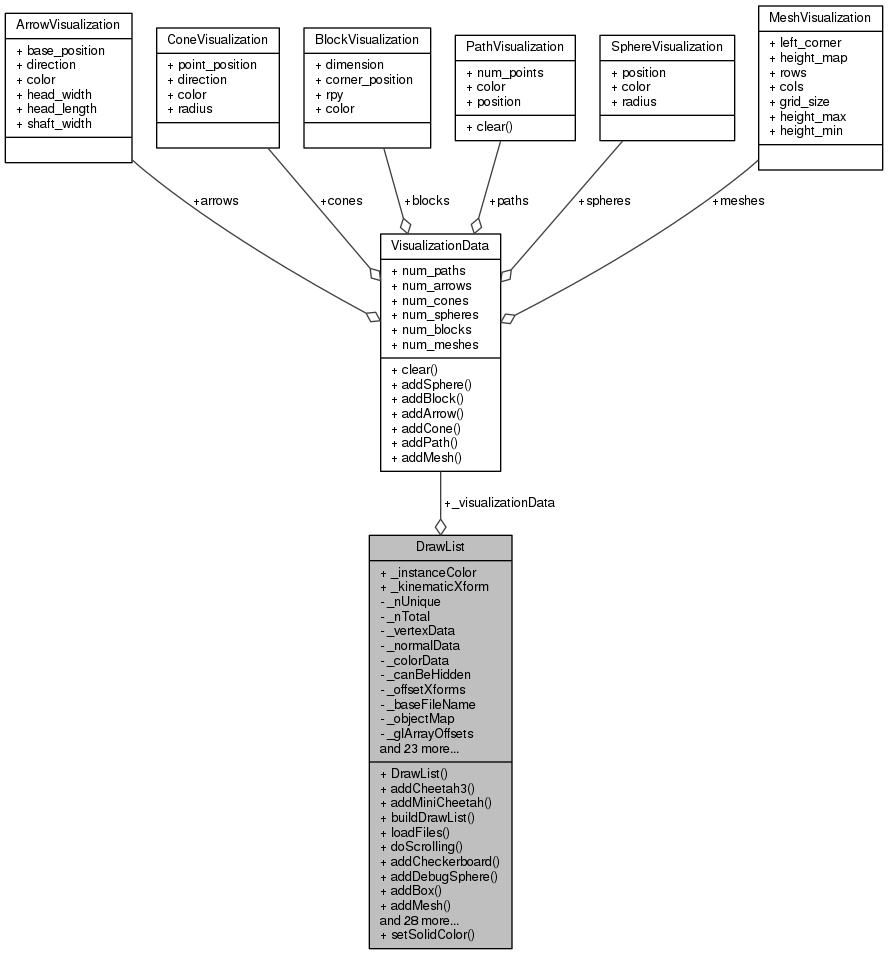 ArrowVisualization
+ base_position
+ direction
+ color
+ head_width
+ head_length
+ shaft_width
ConeVisualization
+ point_position
+ direction
+ color
+ radius
BlockVisualization
+ dimension
+ corner_position
+ rpy
+ color
PathVisualization
+ num_points
+ color
+ position
+ clear()
SphereVisualization
+ position
+ color
+ radius
MeshVisualization
+ left_corner
+ height_map
+ rows
+ cols
+ grid_size
+ height_max
+ height_min
+arrows
+cones
+blocks
+paths
+spheres
+meshes
VisualizationData
+ num_paths
+ num_arrows
+ num_cones
+ num_spheres
+ num_blocks
+ num_meshes
+ clear()
+ addSphere()
+ addBlock()
+ addArrow()
+ addCone()
+ addPath()
+ addMesh()
+_visualizationData
DrawList
+ _instanceColor
+ _kinematicXform
- _nUnique
- _nTotal
- _vertexData
- _normalData
- _colorData
- _canBeHidden
- _offsetXforms
- _baseFileName
- _objectMap
- _glArrayOffsets
and 23 more...
+ DrawList()
+ addCheetah3()
+ addMiniCheetah()
+ buildDrawList()
+ loadFiles()
+ doScrolling()
+ addCheckerboard()
+ addDebugSphere()
+ addBox()
+ addMesh()
and 28 more...
+ setSolidColor()